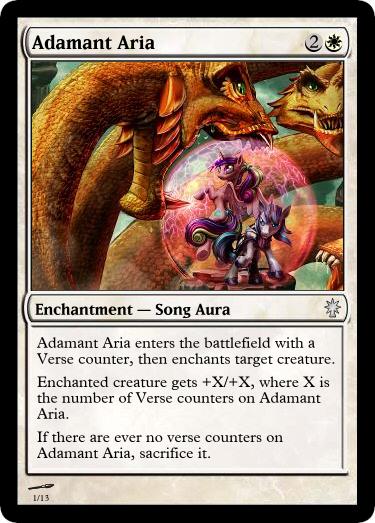 Adamant Aria 2
Enchantment — Song Aura
Adamant Aria enters the battlefield with a
Verse counter, then enchants target creature.
Enchanted creature gets +X/+X, where X is
the number of Verse counters on Adamant
Aria.
If there are ever no verse counters on
Adamant Aria, sacrifice it.
1/13